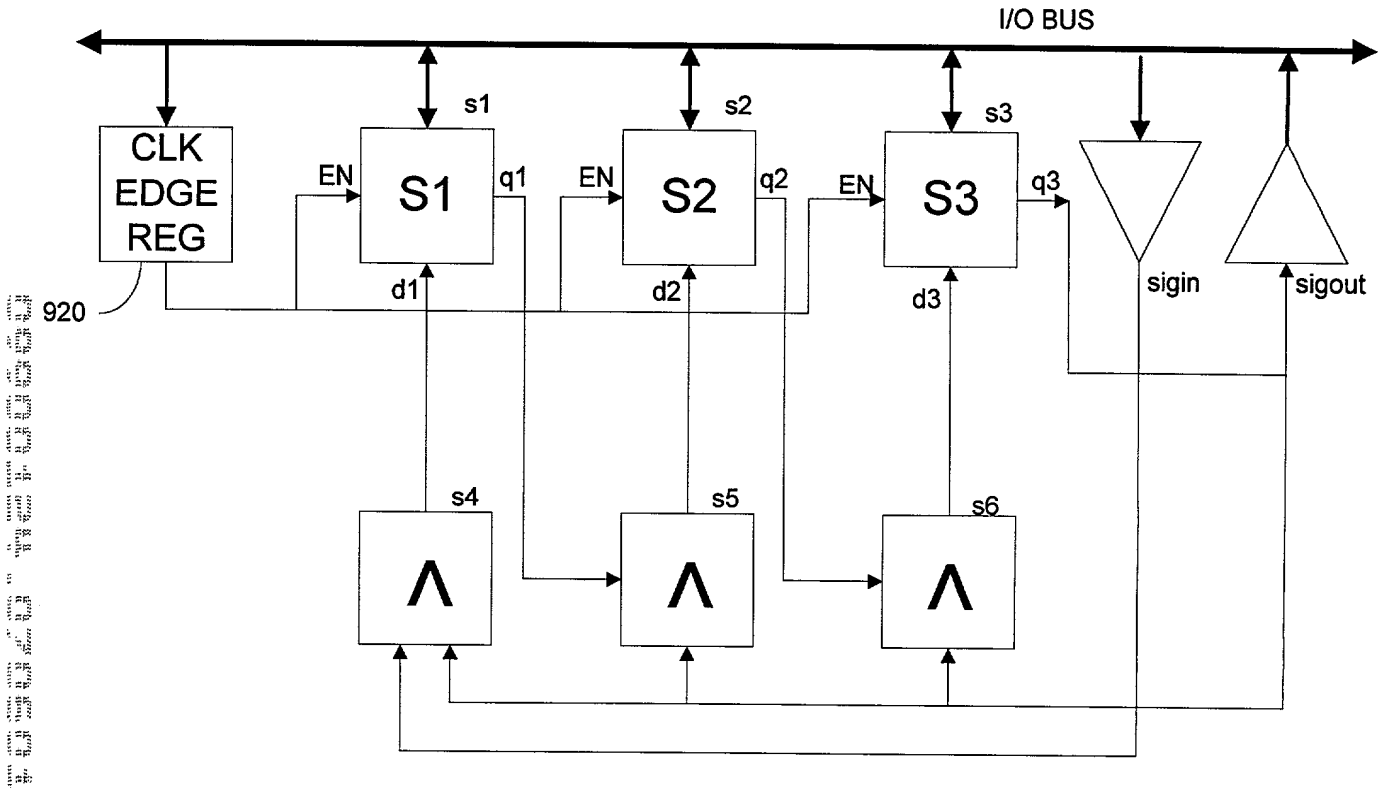 I/O BUS
s1
s2
s3
CLK
EDGE
REG
EN
S1
q1
EN
S2
q2
EN
S3
q3
d1
d2
d3
sigin
sigout
920
s4
s5
s6
Λ
Λ
Λ